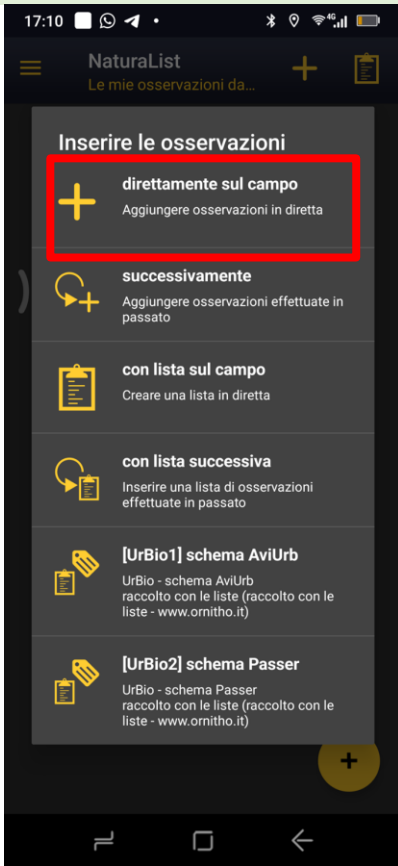 17:10
4G
NaturaList
Le mie osservazioni da...
Inserire le osservazioni
direttamente sul campo
Aggiungere osservazioni in diretta
successivamente
Aggiungere osservazioni effettuate in
passato
con lista sul campo
Creare una lista in diretta
con lista successiva
Inserire una lista di osservazioni
effettuate in passato
[UrBio1] schema AviUrb
UrBio - schema AviUrb
raccolto con le liste (raccolto con le
liste - www.ornitho.it)
[UrBio2] schema Passer
UrBio - schema Passer
raccolto con le liste (raccolto con le
liste - www.ornitho.it)